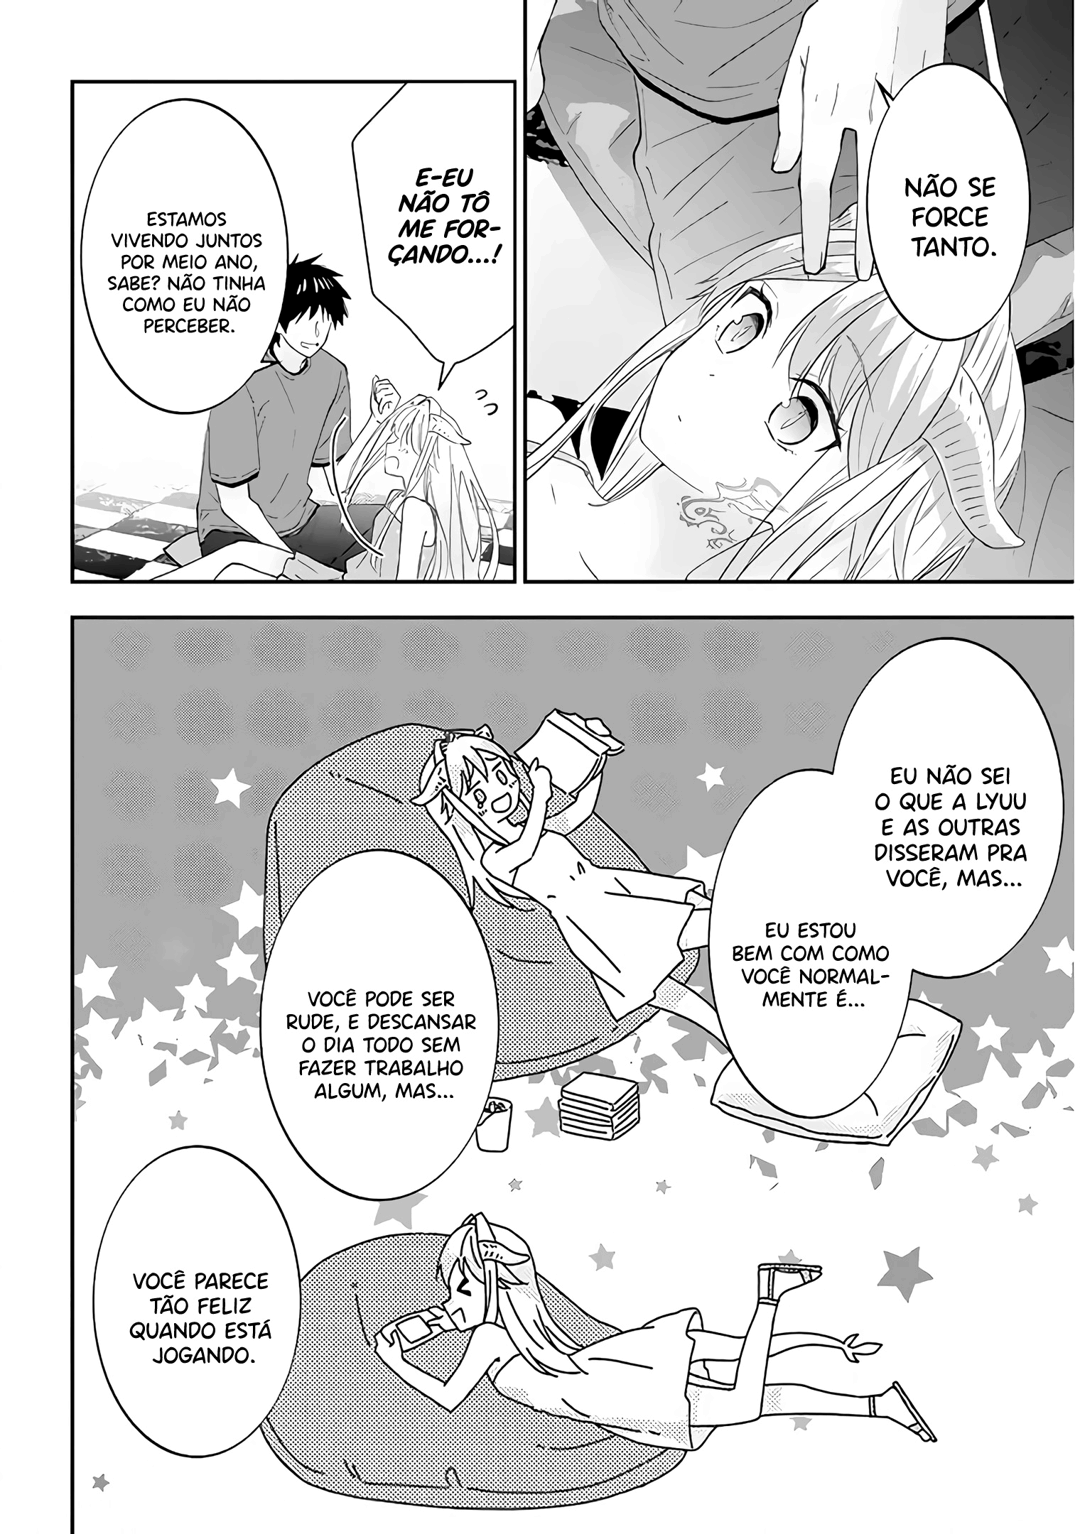 NÃO SE
FORCE
TANTO.
E-EU
NÃO TÔ
ME FOR-
ÇANDO...!
ESTAMOS
VIVENDO JUNTOS
POR MEIO ANO,
SABE? NÃO TINHA
COMO EU NÃO
PERCEBER.
EU NÃO SEI
O QUE A LYUU
E AS OUTRAS
DISSERAM PRA
VOCÊ, MAS...
EU ESTOU
BEM COM COMO
VOCÊ NORMAL-
MENTE É...
VOCÊ PODE SER
RUDE, E DESCANSAR
O DIA TODO SEM
FAZER TRABALHO
ALGUM, MAS...
VOCÊ PARECE
TÃO FELIZ
QUANDO ESTÁ
JOGANDO.